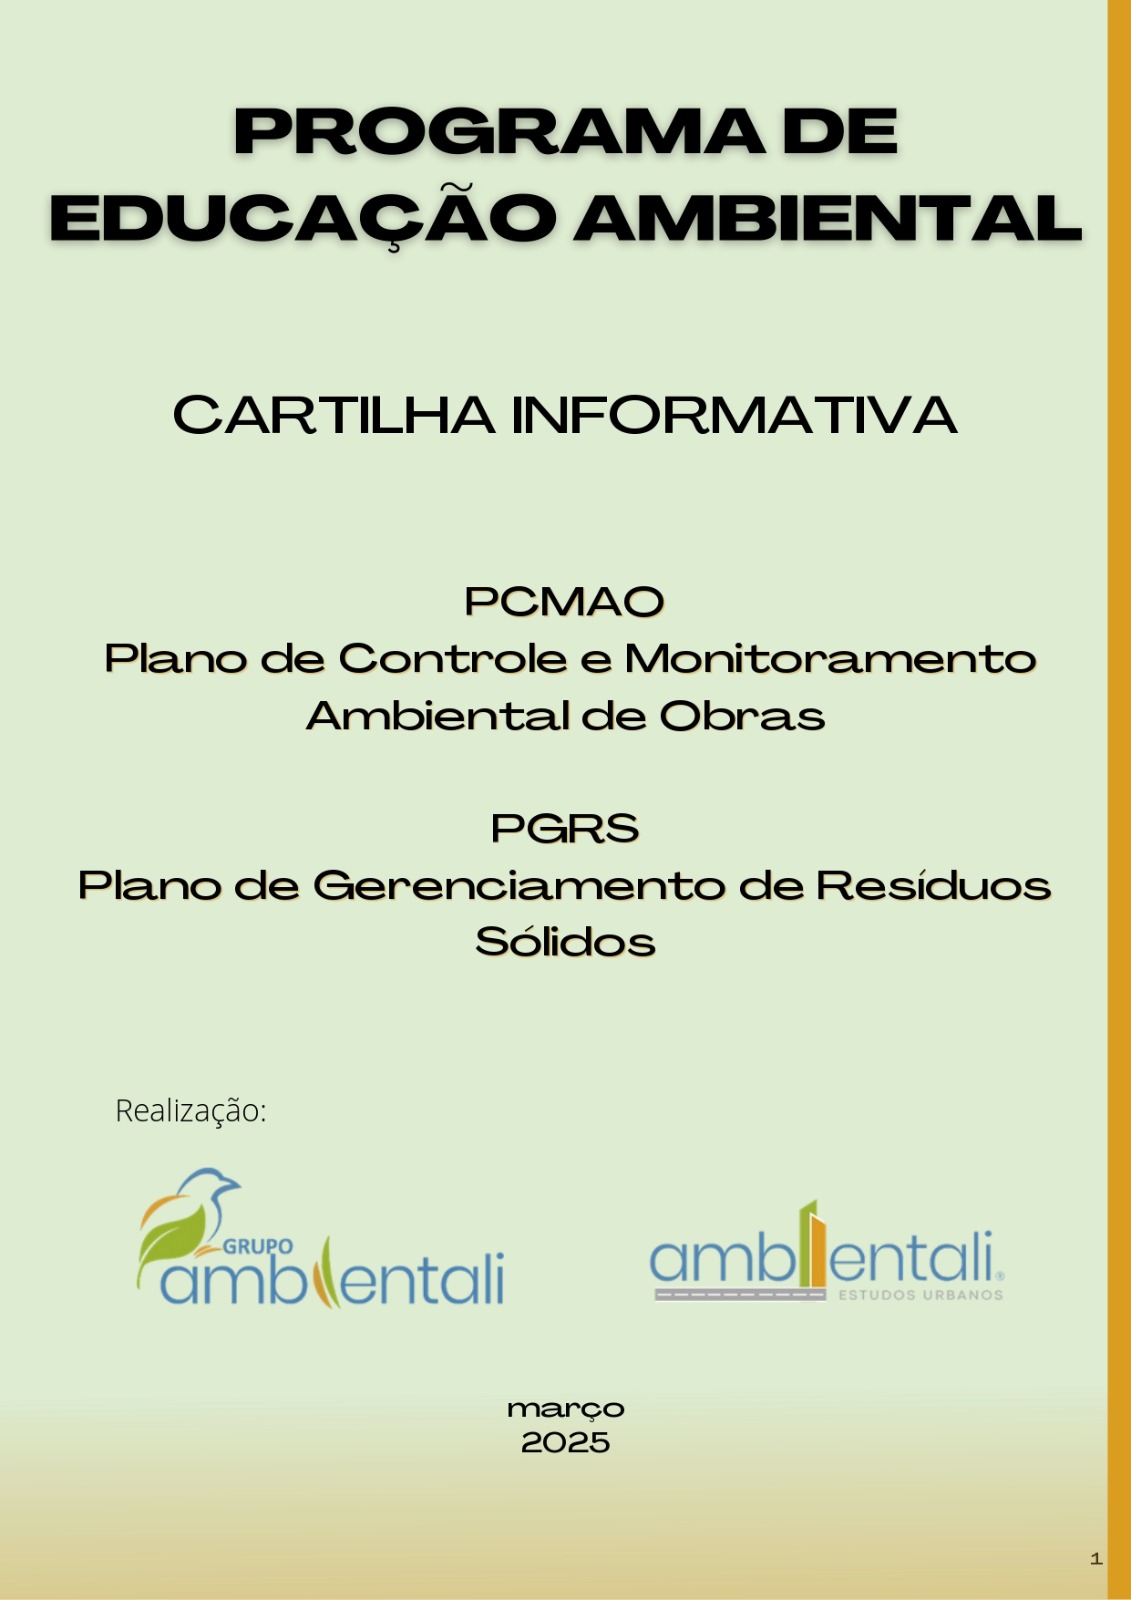 PROGRAMA DE
EDUCAÇÃO AMBIENTAL
CARTILHA INFORMATIVA
PCMAO
Plano de Controle e Monitoramento
Ambiental de Obras
PGRS
Plano de Gerenciamento de Resíduos
Sólidos
Realização:
GRUPO
ambientali
ambientali®
ESTUDOS URBANOS
março
2025
1